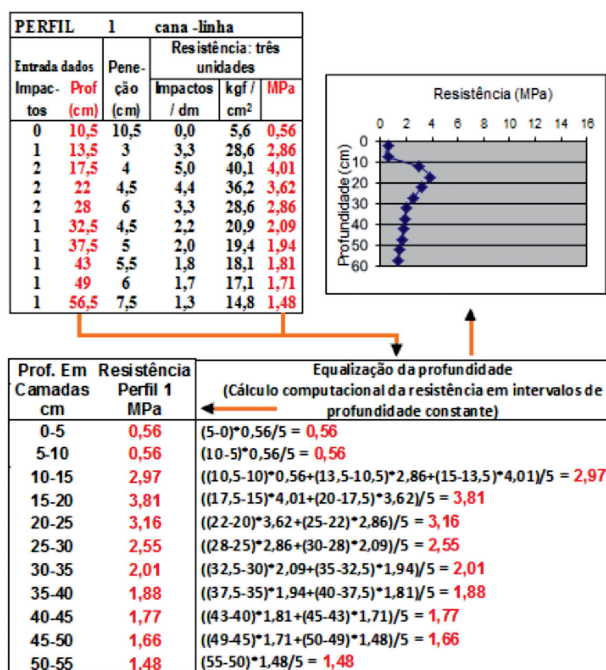 PERFIL 1 cana -linha
Entrada dados Pene- Resistência: três unidades
Impac- Prof ção Impactos kgf / MPa
tos (cm) (cm) / dm cm²
0 10,5 10,5 0,0 5,6 0,56
1 13,5 3 3,3 28,6 2,86
2 17,5 4 5,0 40,1 4,01
2 22 4,5 4,4 36,2 3,62
2 28 6 3,3 28,6 2,86
1 32,5 4,5 2,2 20,9 2,09
1 37,5 5 2,0 19,4 1,94
1 43 5,5 1,8 18,1 1,81
1 49 6 1,7 17,1 1,71
1 56,5 7,5 1,3 14,8 1,48
Resistência (MPa)
0 2 4 6 8 10 12 14 16
Profundidade (cm)
0
10
20
30
40
50
60
Prof. Em Resistência
Camadas Perfil 1
cm MPa
Equalização da profundidade
(Cálculo computacional da resistência em intervalos de
profundidade constante)
0-5 0,56 (5-0)*0,56/5 = 0,56
5-10 0,56 (10-5)*0,56/5 = 0,56
10-15 2,97 ((10,5-10)*0,56+(13,5-10,5)*2,86+(15-13,5)*4,01)/5 = 2,97
15-20 3,81 ((17,5-15)*4,01+(20-17,5)*3,62)/5 = 3,81
20-25 3,16 ((22-20)*3,62+(25-22)*2,86)/5 = 3,16
25-30 2,55 ((28-25)*2,86+(30-28)*2,09)/5 = 2,55
30-35 2,01 ((32,5-30)*2,09+(35-32,5)*1,94)/5 = 2,01
35-40 1,88 ((37,5-35)*1,94+(40-37,5)*1,81)/5 = 1,88
40-45 1,77 ((43-40)*1,81+(45-43)*1,71)/5 = 1,77
45-50 1,66 ((49-45)*1,71+(50-49)*1,48)/5 = 1,66
50-55 1,48 (55-50)*1,48/5 = 1,48